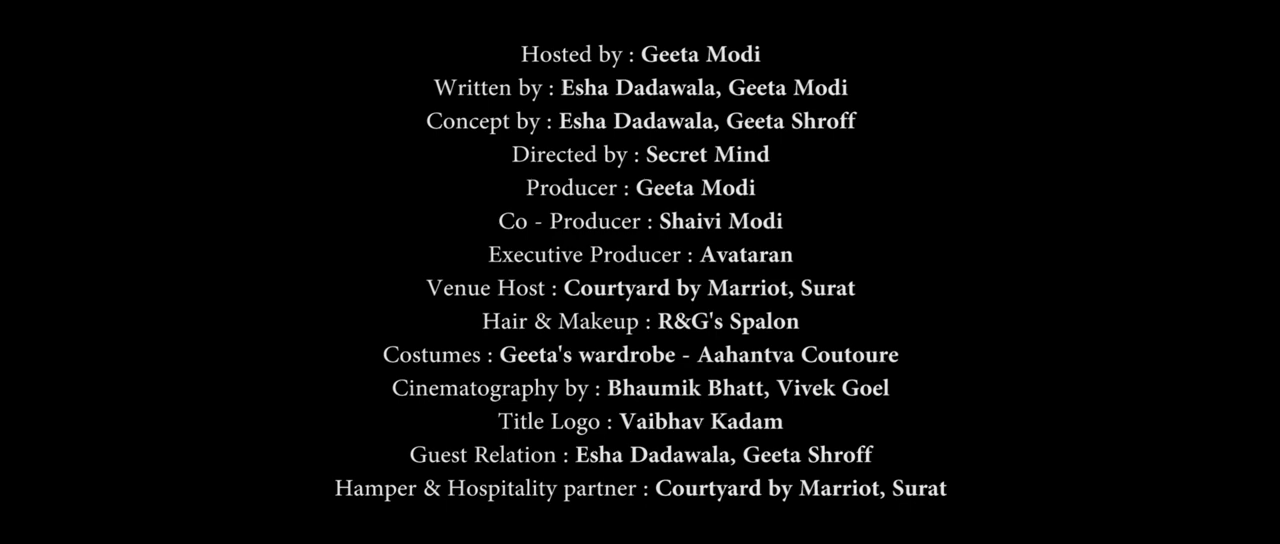 Hosted by : Geeta Modi
Written by : Esha Dadawala, Geeta Modi
Concept by : Esha Dadawala, Geeta Shroff
Directed by : Secret Mind
Producer : Geeta Modi
Co - Producer : Shaivi Modi
Executive Producer : Avataran
Venue Host : Courtyard by Marriot, Surat
Hair & Makeup : R&G's Spalon
Costumes : Geeta's wardrobe - Aahantva Coutoure
Cinematography by : Bhaumik Bhatt, Vivek Goel
Title Logo : Vaibhav Kadam
Guest Relation : Esha Dadawala, Geeta Shroff
Hamper & Hospitality partner : Courtyard by Marriot, Surat